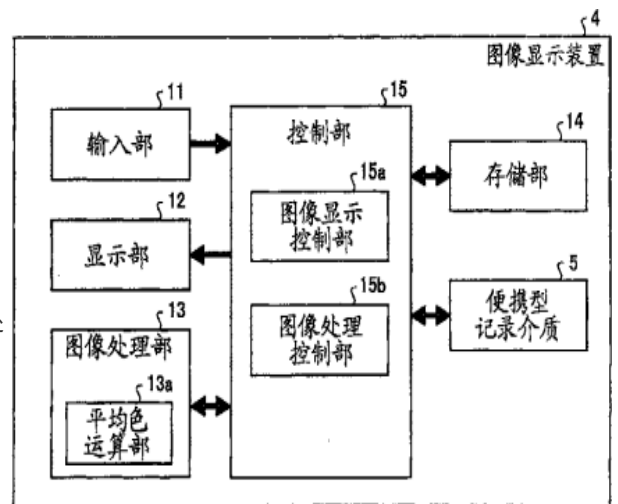 4
图像显示装置
11
输入部
15
控制部
14
存储部
15a
图像显示
控制部
12
显示部
15b
图像处理
控制部
5
便携型
记录介质
13
图像处理部
13a
平均色
运算部